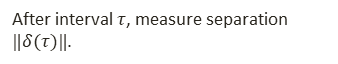 After interval τ, measure separation
‖δ(τ)‖.